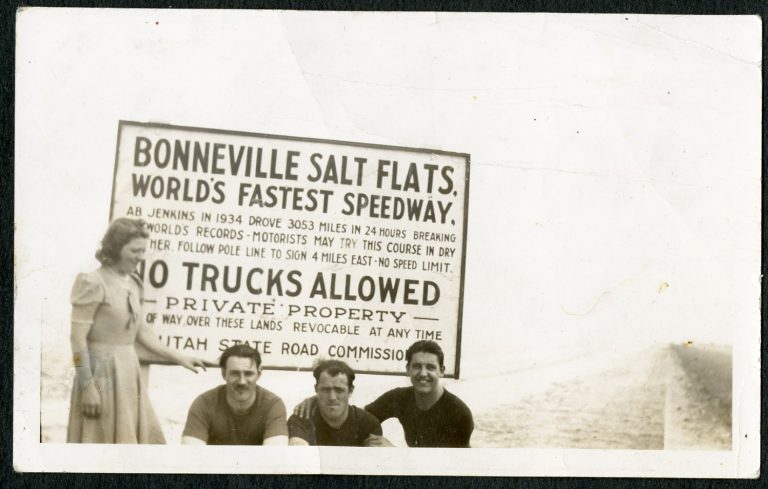 BONNEVILLE SALT FLATS.
WORLD'S FASTEST SPEEDWAY.
AB JENKINS IN 1934 DROVE 3053 MILES IN 24 HOURS BREAKING
WORLD'S RECORDS - MOTORISTS MAY TRY THIS COURSE IN DRY
HER. FOLLOW POLE LINE TO SIGN 4 MILES EAST - NO SPEED LIMIT.
NO TRUCKS ALLOWED
— PRIVATE PROPERTY —
OF WAY OVER THESE LANDS REVOCABLE AT ANY TIME
UTAH STATE ROAD COMMISSION